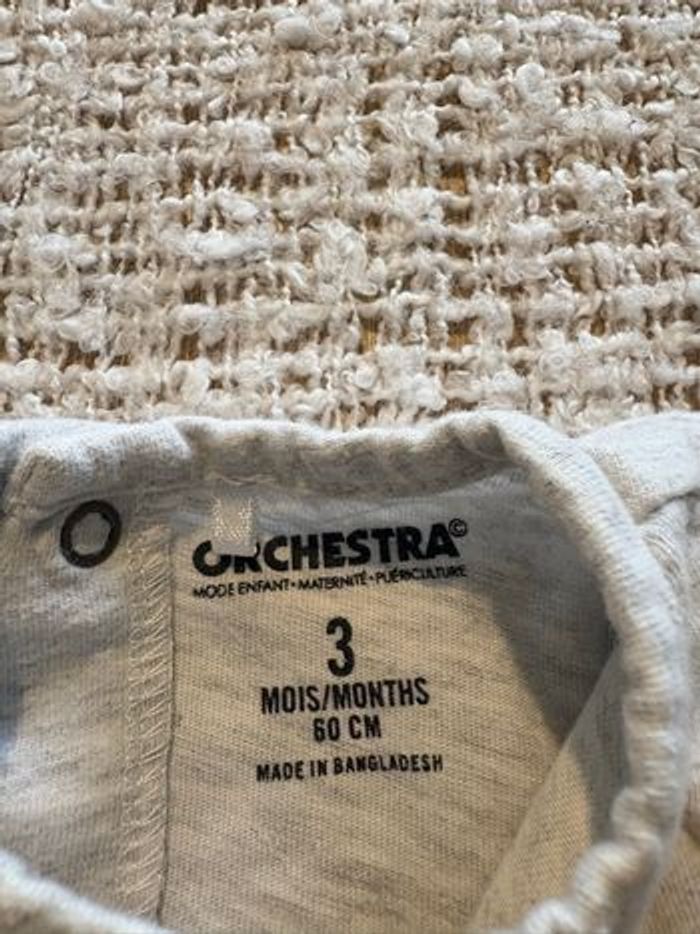 ORCHESTRA©
MODE ENFANT•MATERNITÉ•PUÉRICULTURE
3
MOIS/MONTHS
60 CM
MADE IN BANGLADESH